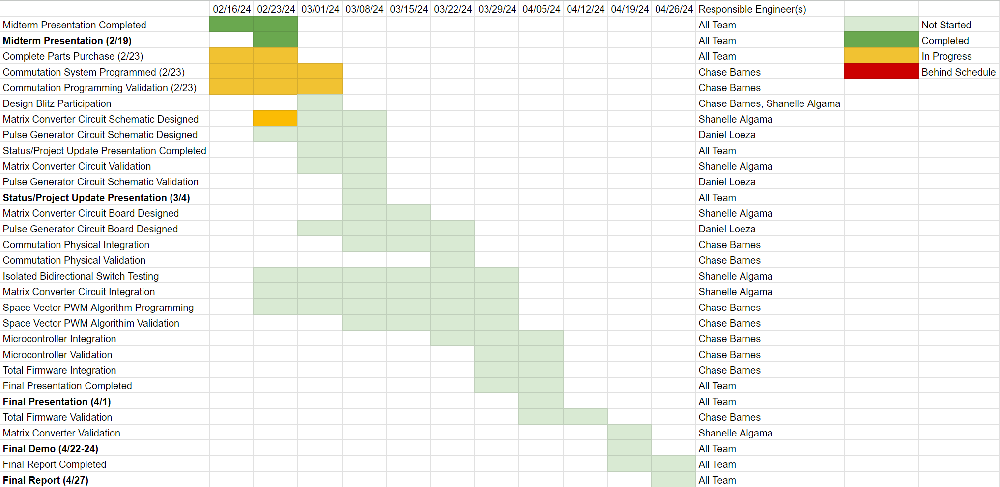 02/16/24 02/23/24 03/01/24 03/08/24 03/15/24 03/22/24 03/29/24 04/05/24 04/12/24 04/19/24 04/26/24 Responsible Engineer(s)
Midterm Presentation Completed All Team Not Started
Midterm Presentation (2/19) All Team Completed
Complete Parts Purchase (2/23) All Team In Progress
Commutation System Programmed (2/23) Chase Barnes Behind Schedule
Commutation Programming Validation (2/23) Chase Barnes
Design Blitz Participation Chase Barnes, Shanelle Algama
Matrix Converter Circuit Schematic Designed Shanelle Algama
Pulse Generator Circuit Schematic Designed Daniel Loeza
Status/Project Update Presentation Completed All Team
Matrix Converter Circuit Validation Shanelle Algama
Pulse Generator Circuit Schematic Validation Daniel Loeza
Status/Project Update Presentation (3/4) All Team
Matrix Converter Circuit Board Designed Shanelle Algama
Pulse Generator Circuit Board Designed Daniel Loeza
Commutation Physical Integration Chase Barnes
Commutation Physical Validation Chase Barnes
Isolated Bidirectional Switch Testing Shanelle Algama
Matrix Converter Circuit Integration Shanelle Algama
Space Vector PWM Algorithm Programming Chase Barnes
Space Vector PWM Algorithim Validation Chase Barnes
Microcontroller Integration Chase Barnes
Microcontroller Validation Chase Barnes
Total Firmware Integration Chase Barnes
Final Presentation Completed All Team
Final Presentation (4/1) All Team
Total Firmware Validation Chase Barnes
Matrix Converter Validation Shanelle Algama
Final Demo (4/22-24) All Team
Final Report Completed All Team
Final Report (4/27) All Team